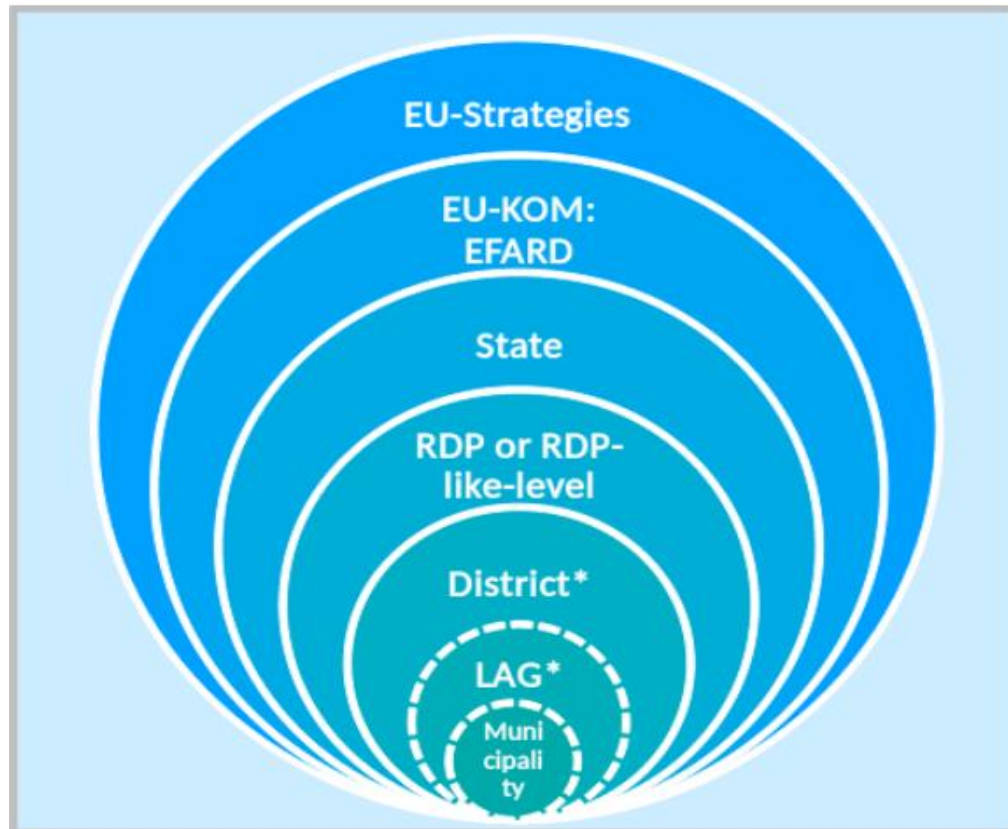 EU-Strategies
EU-KOM:
EFARD
State
RDP or RDP-
like-level
District*
LAG*
Muni
cipali
ty